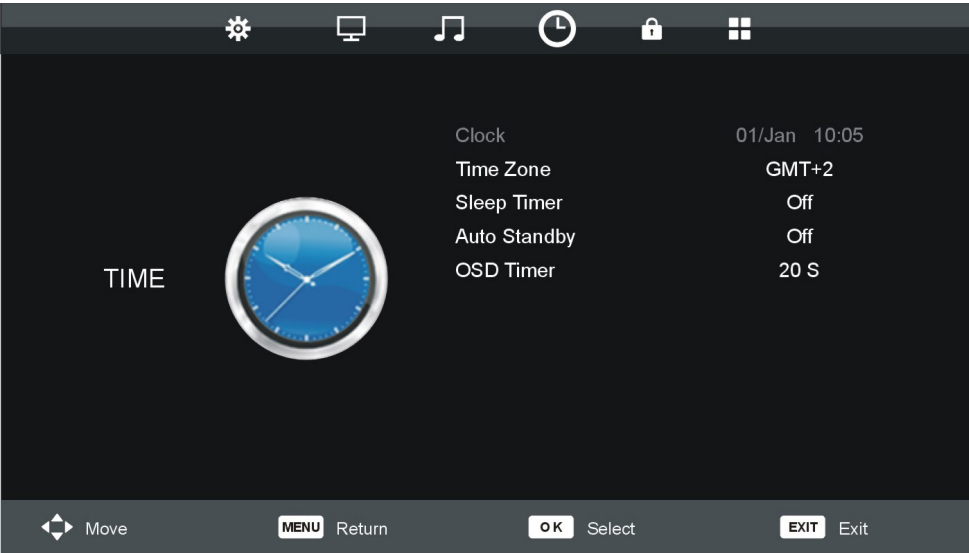 Clock 01/Jan 10:05
Time Zone GMT+2
Sleep Timer Off
Auto Standby Off
OSD Timer 20 S
TIME
Move MENU Return OK Select EXIT Exit